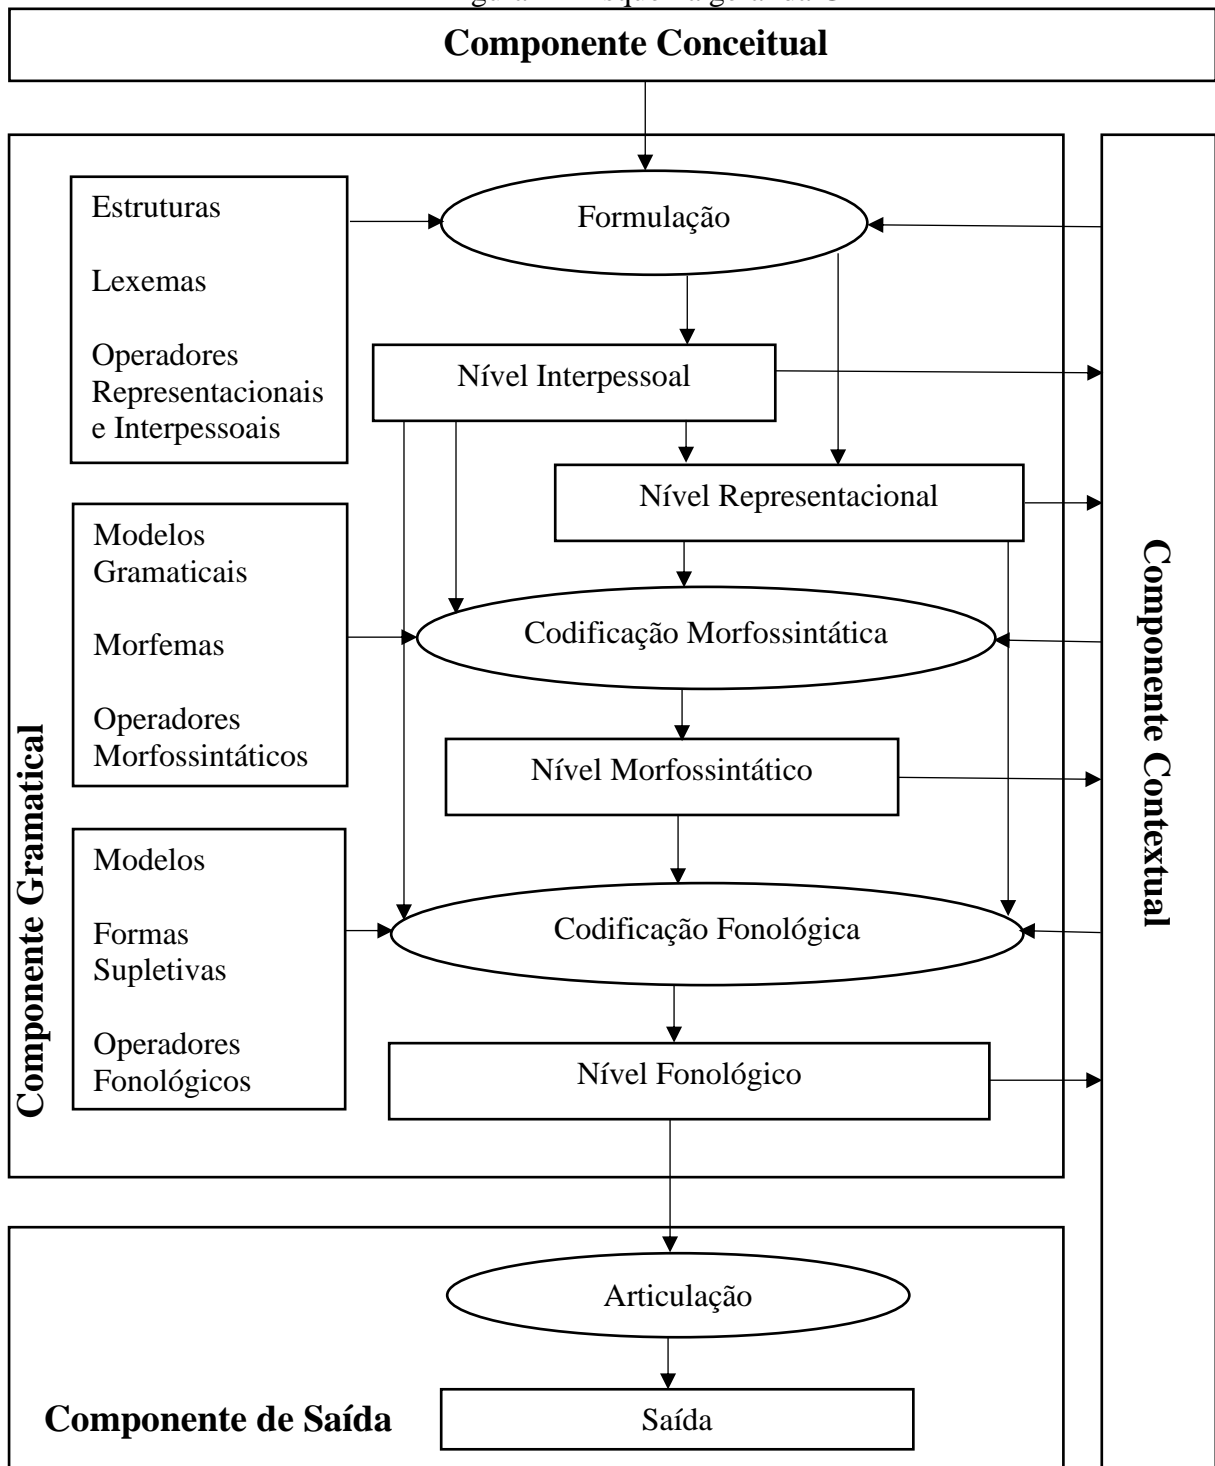 Componente Conceitual
Estruturas
Lexemas
Operadores
Representacionais
e Interpessoais
Formulação
Nível Interpessoal
Nível Representacional
Modelos
Gramaticais
Morfemas
Operadores
Morfossintáticos
Codificação Morfossintática
Nível Morfossintático
Modelos
Formas
Supletivas
Operadores
Fonológicos
Codificação Fonológica
Nível Fonológico
Componente Gramatical
Componente Contextual
Articulação
Componente de Saída
Saída